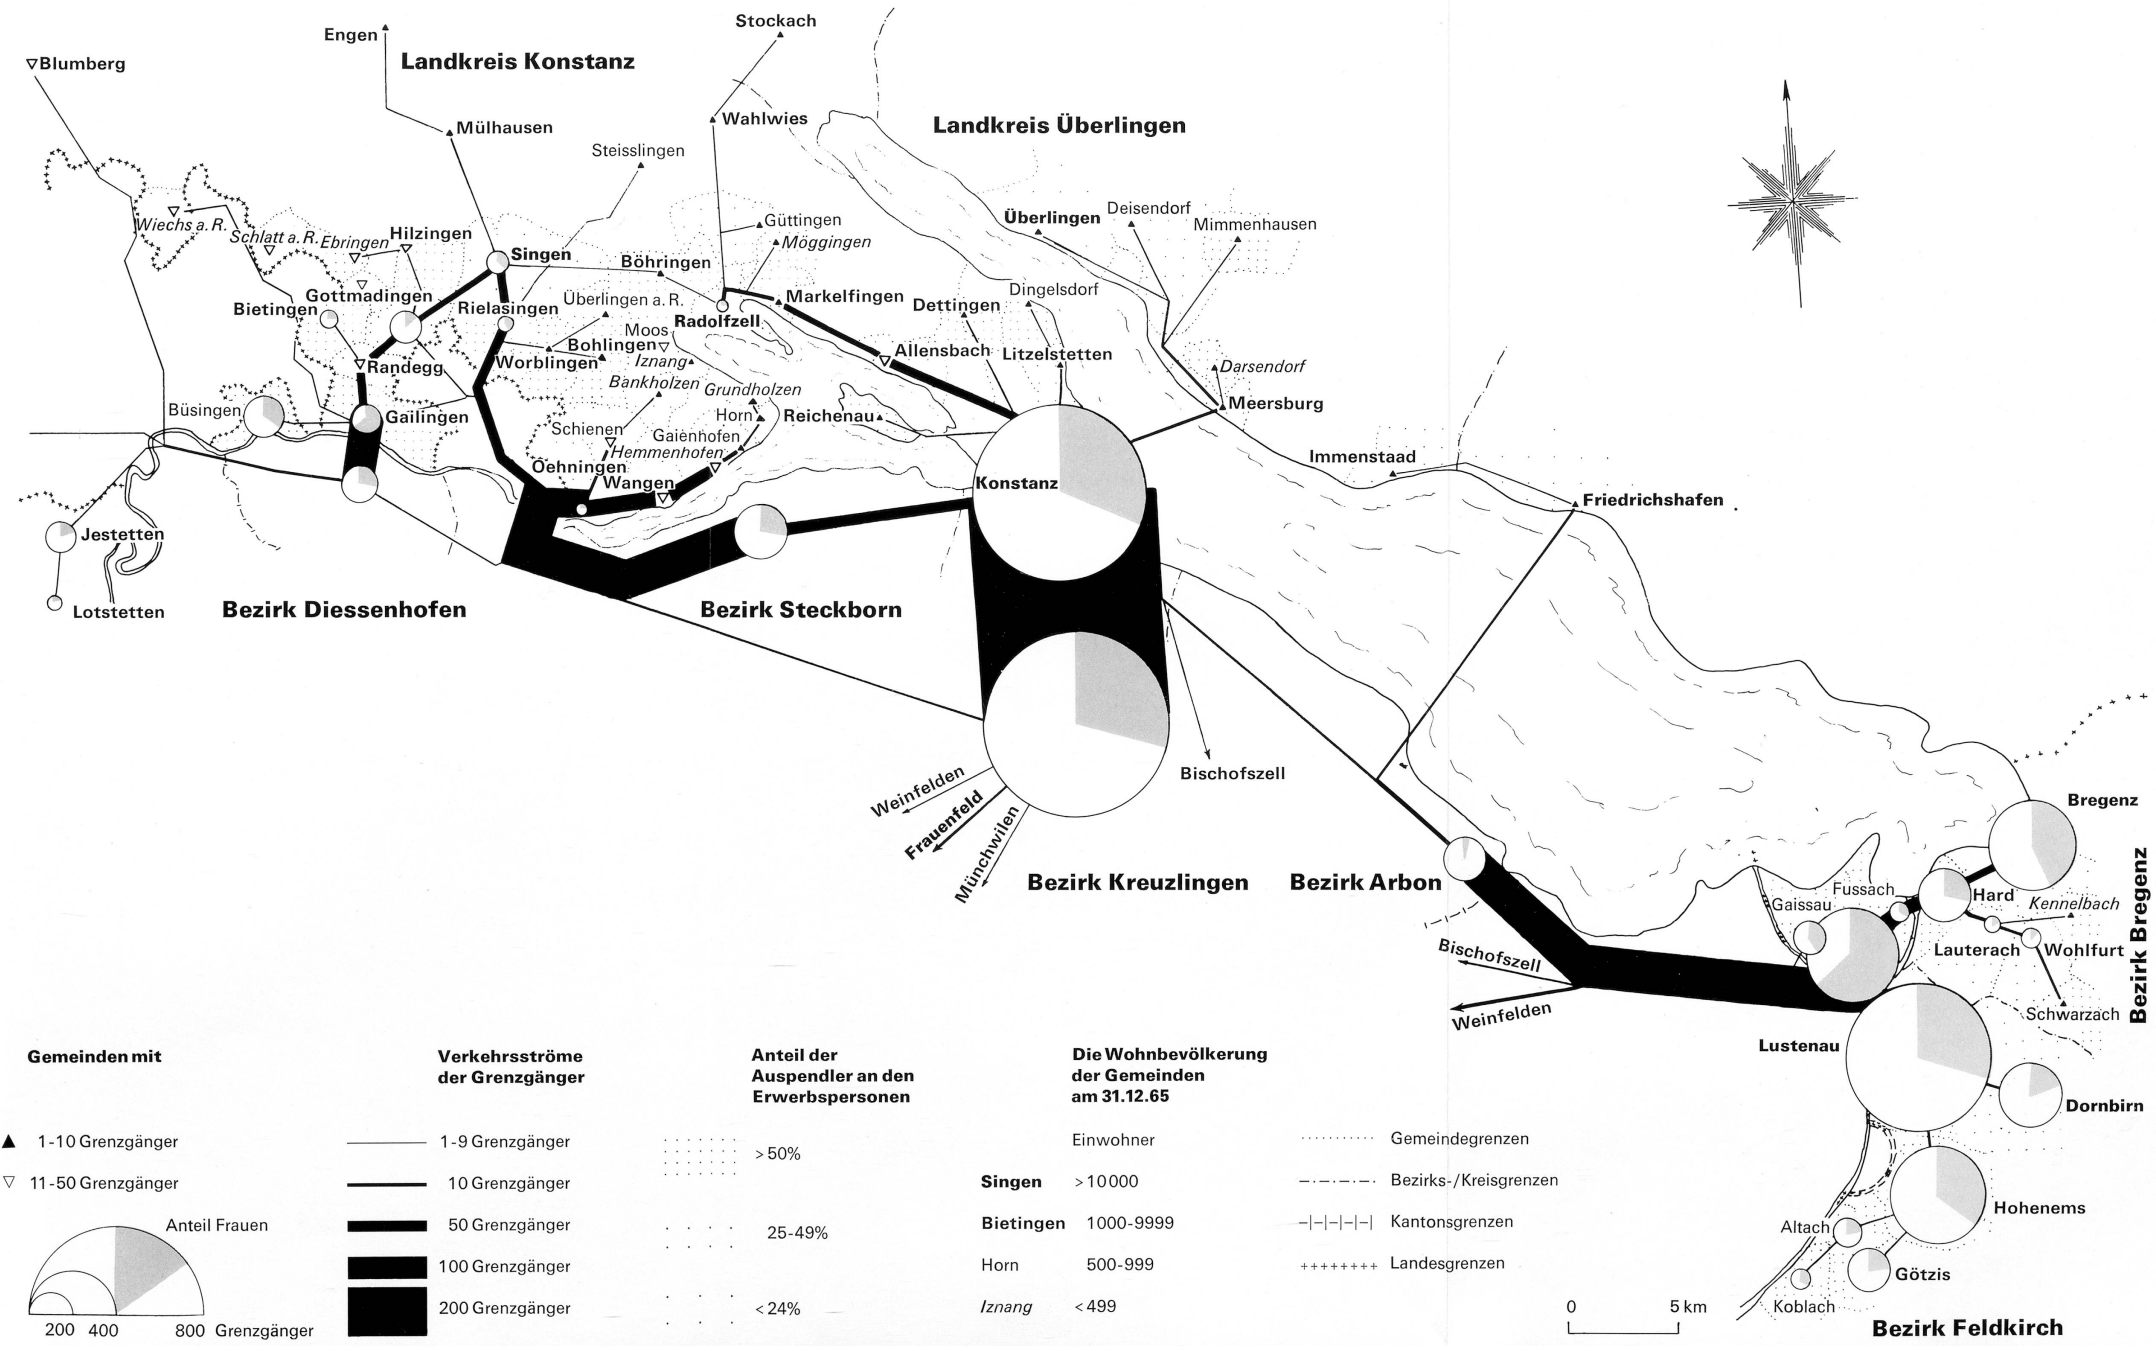 Stockach
Engen
Landkreis Konstanz
Blumberg
Wahlwies
Landkreis Überlingen
Mülhausen
Steisslingen
Überlingen
Deisendorf
Mimmenhausen
Wiechs a.R.
Schlatt a.R.
Ebringen
Hilzingen
Güttingen
Möggingen
Singen
Böhringen
Gottmadingen
Bietingen
Rielasingen
Überlingen a.R.
Radolfzell
Markelfingen
Dettingen
Dingelsdorf
Moos
Bohlingen
Worblingen
Iznang
Allensbach
Litzelstetten
Randegg
Bankholzen
Grundholzen
Darsendorf
Büsingen
Gailingen
Horn
Reichenau
Meersburg
Schienen
Gaienhofen
Hemmenhofen
Immenstaad
Oehningen
Wangen
Konstanz
Friedrichshafen
Jestetten
Lotstetten
Bezirk Diessenhofen
Bezirk Steckborn
Weinfelden
Frauenfeld
Münchwilen
Bischofszell
Bezirk Kreuzlingen
Bezirk Arbon
Bregenz
Fussach
Hard
Gaissau
Kennelbach
Lauterach
Wohlfurt
Bezirk Bregenz
Bischofszell
Weinfelden
Schwarzach
Lustenau
Dornbirn
Hohenems
Altach
Götzis
Koblach
Bezirk Feldkirch
Gemeinden mit
1-10 Grenzgänger
11-50 Grenzgänger
Anteil Frauen
200 400 800 Grenzgänger
Verkehrsströme
der Grenzgänger
1-9 Grenzgänger
10 Grenzgänger
50 Grenzgänger
100 Grenzgänger
200 Grenzgänger
Anteil der
Auspendler an den
Erwerbspersonen
>50%
25-49%
<24%
Die Wohnbevölkerung
der Gemeinden
am 31.12.65
Einwohner
Singen >10000
Bietingen 1000-9999
Horn 500-999
Iznang <499
Gemeindegrenzen
Bezirks-/Kreisgrenzen
Kantonsgrenzen
Landesgrenzen
0 5 km